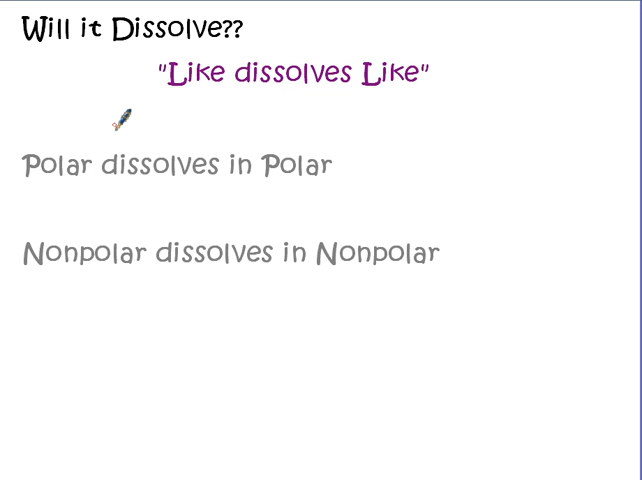 Will it Dissolve??
"Like dissolves Like"
Polar dissolves in Polar
Nonpolar dissolves in Nonpolar